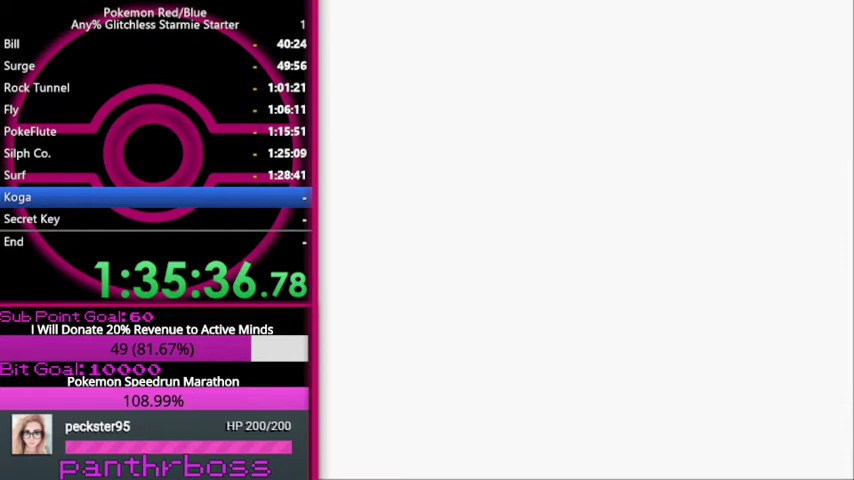 Pokemon Red/Blue
Any% Glitchless Starmie Starter 1
Bill - 40:24
Surge - 49:56
Rock Tunnel - 1:01:21
Fly - 1:06:11
PokeFlute - 1:15:51
Silph Co. - 1:25:09
Surf - 1:28:41
Koga -
Secret Key -
End -
1:35:36.78
Sub Point Goal: 60
I Will Donate 20% Revenue to Active Minds
49 (81.67%)
Bit Goal: 10000
Pokemon Speedrun Marathon
108.99%
peckster95 HP 200/200
panthrboss